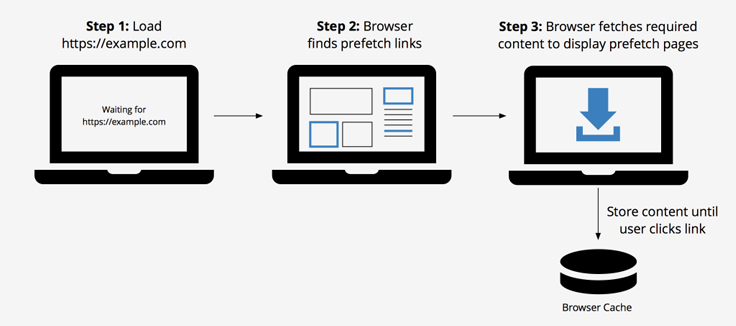 Step 1: Load
https://example.com
Waiting for
https://example.com
Step 2: Browser
finds prefetch links
Step 3: Browser fetches required
content to display prefetch pages
Store content until
user clicks link
Browser Cache